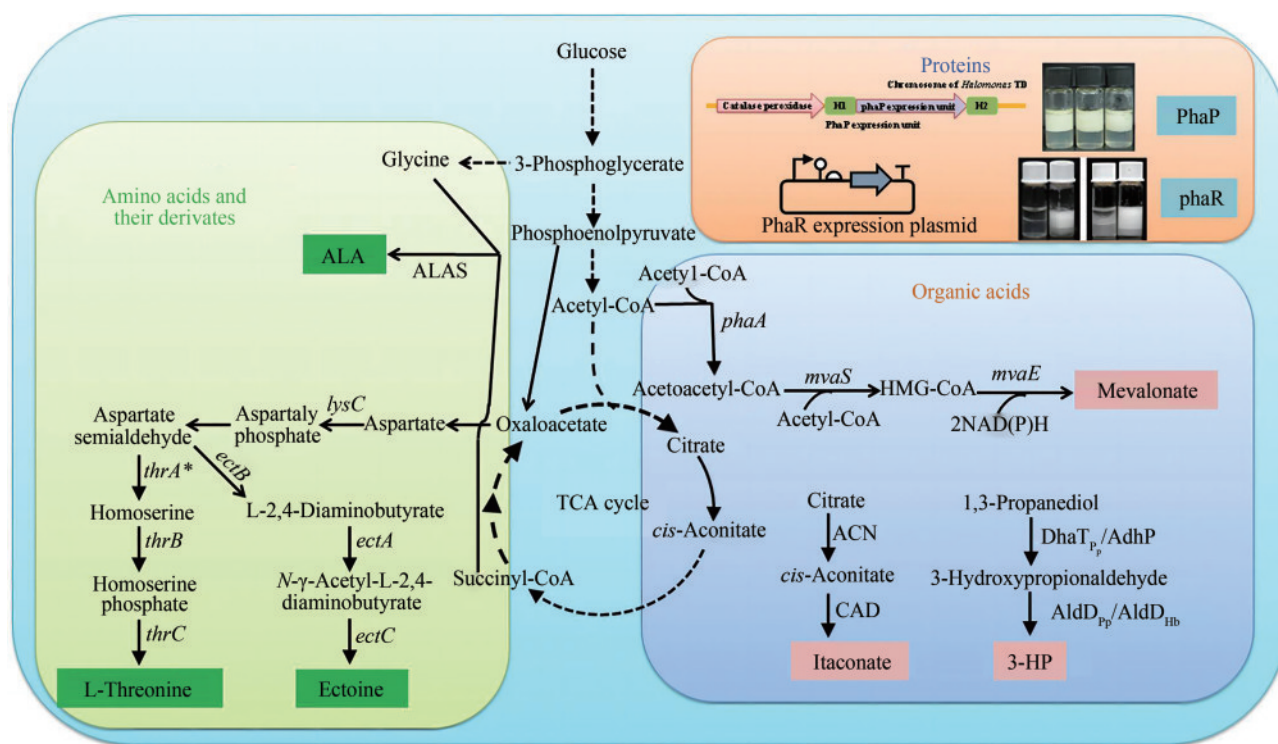 Glucose
3-Phosphoglycerate
Phosphoenolpyruvate
Acetyl-CoA
Glycine
Amino acids and
their derivates
ALA
ALAS
Oxaloacetate
Aspartate
lysC
Aspartaly
phosphate
Aspartate
semialdehyde
thrA*
Homoserine
thrB
Homoserine
phosphate
thrC
L-Threonine
ectB
L-2,4-Diaminobutyrate
ectA
N-γ-Acetyl-L-2,4-
diaminobutyrate
ectC
Ectoine
Citrate
TCA cycle
cis-Aconitate
Succinyl-CoA
Proteins
Chromosome of Halomonas TD
Catalase peroxidase
H1
phaP expression unit
H2
PhaP expression unit
PhaP
PhaR expression plasmid
phaR
Organic acids
Acety1-CoA
phaA
Acetoacetyl-CoA
mvaS
Acetyl-CoA
HMG-CoA
mvaE
2NAD(P)H
Mevalonate
Citrate
ACN
cis-Aconitate
CAD
Itaconate
1,3-Propanediol
DhaTPp/AdhP
3-Hydroxypropionaldehyde
AldDPp/AldDHb
3-HP